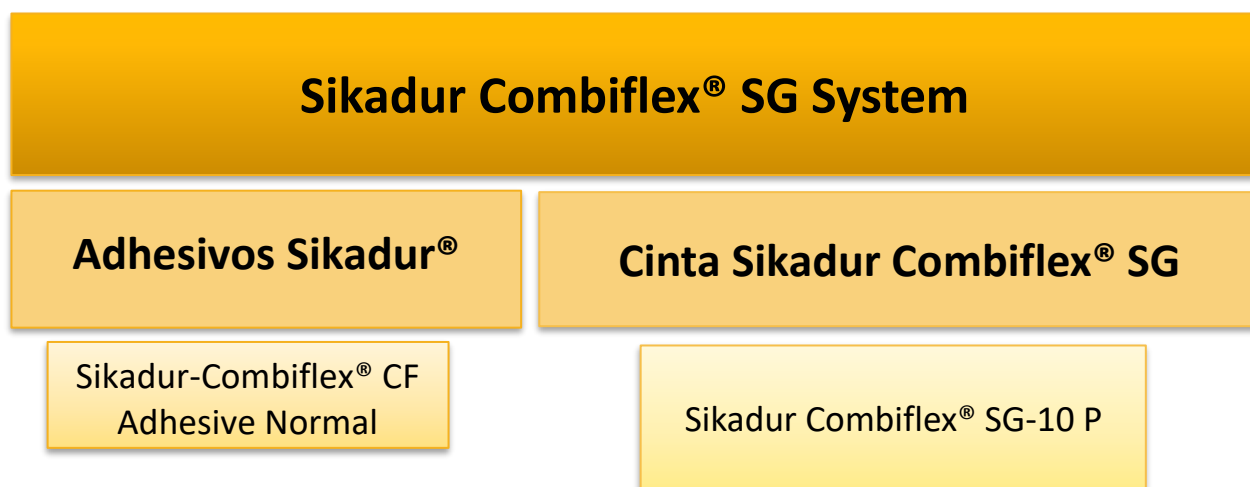 Sikadur Combiflex® SG System
Adhesivos Sikadur®
Cinta Sikadur Combiflex® SG
Sikadur-Combiflex® CF
Adhesive Normal
Sikadur Combiflex® SG-10 P